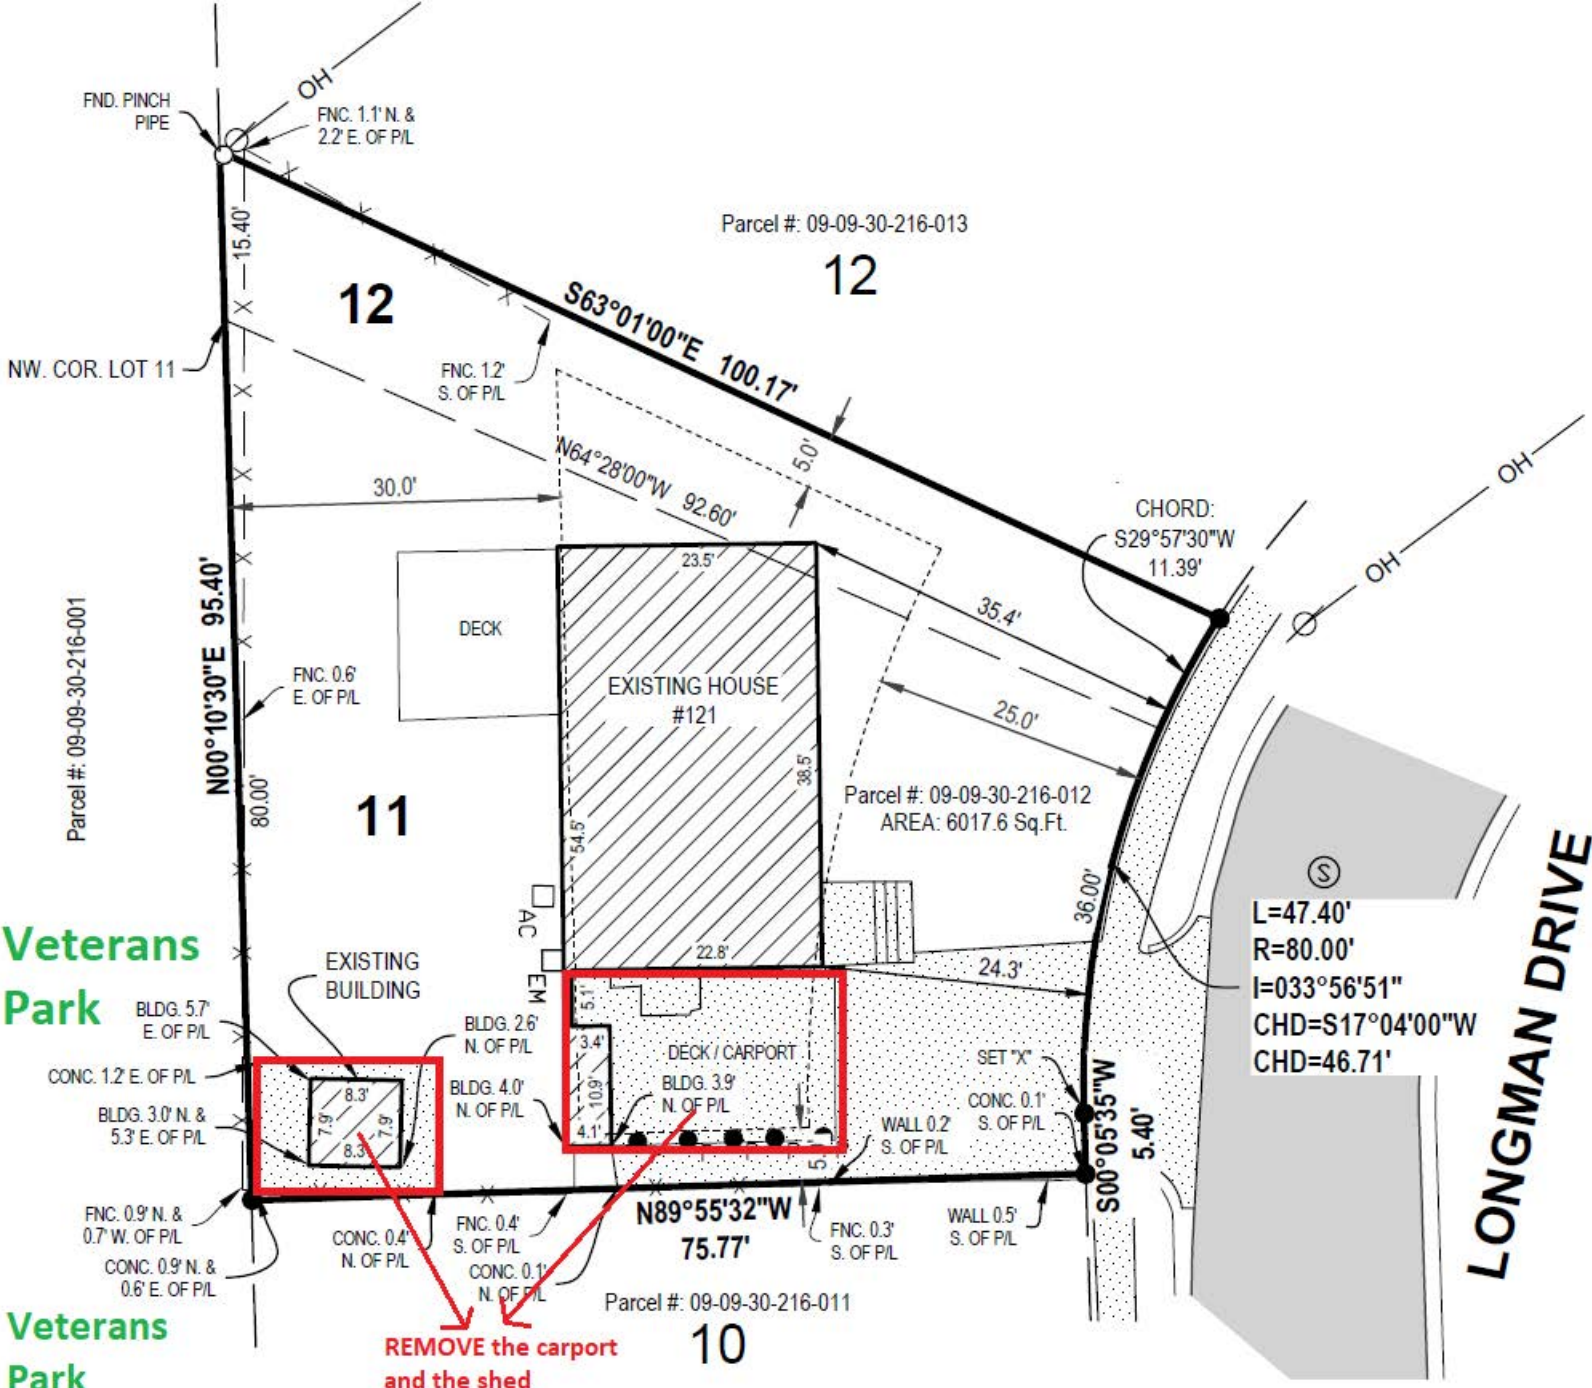 OH
FND. PINCH
PIPE
FNC. 1.1' N. &
2.2' E. OF P/L
15.40'
Parcel #: 09-09-30-216-013
12
12
S63°01'00"E 100.17'
NW. COR. LOT 11
FNC. 1.2'
S. OF P/L
5.0'
N64°28'00"W 92.60'
30.0'
OH
CHORD:
S29°57'30"W
11.39'
OH
23.5'
N00°10'30"E 95.40'
Parcel #: 09-09-30-216-001
DECK
35.4'
FNC. 0.6'
E. OF P/L
EXISTING HOUSE
#121
25.0'
38.5'
80.00'
11
54.5'
Parcel #: 09-09-30-216-012
AREA: 6017.6 Sq.Ft.
S
36.00'
LONGMAN DRIVE
L=47.40'
R=80.00'
I=033°56'51"
CHD=S17°04'00"W
CHD=46.71'
AC
EM
22.8'
24.3'
Veterans
Park
EXISTING
BUILDING
BLDG. 5.7'
E. OF P/L
BLDG. 2.6'
N. OF P/L
5.1'
3.4'
DECK / CARPORT
SET "X"
CONC. 1.2' E. OF P/L
BLDG. 4.0'
N. OF P/L
BLDG. 3.9'
N. OF P/L
10.9'
4.1'
CONC. 0.1'
S. OF P/L
S00°05'35"W
5.40'
BLDG. 3.0' N. &
5.3' E. OF P/L
8.3'
7.9'
7.9'
8.3'
WALL 0.2'
S. OF P/L
5.
FNC. 0.9' N. &
0.7' W. OF P/L
CONC. 0.4'
N. OF P/L
FNC. 0.4'
S. OF P/L
N89°55'32"W
75.77'
FNC. 0.3'
S. OF P/L
WALL 0.5'
S. OF P/L
CONC. 0.9' N. &
0.6' E. OF P/L
CONC. 0.1'
N. OF P/L
Parcel #: 09-09-30-216-011
10
Veterans
Park
REMOVE the carport
and the shed